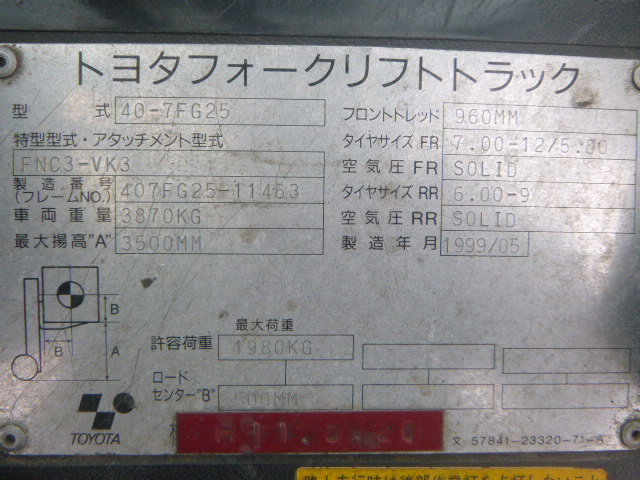 トヨタフォークリフトトラック
型 式 40-7FG25
特型型式・アタッチメント型式
FNC3-VK3
製造番号
(フレームNO.) 407FG25-11463
車両重量 3870KG
最大揚高"A" 3500MM
フロントトレッド 960MM
タイヤサイズ FR 7.00-12/5.00
空気圧 FR SOLID
タイヤサイズ RR 6.00-9
空気圧 RR SOLID
製造年月 1999/05
B
B
A
最大荷重
許容荷重 1980KG
ロード
センター"B" 500MM
TOYOTA
文 57841-23320-71-B